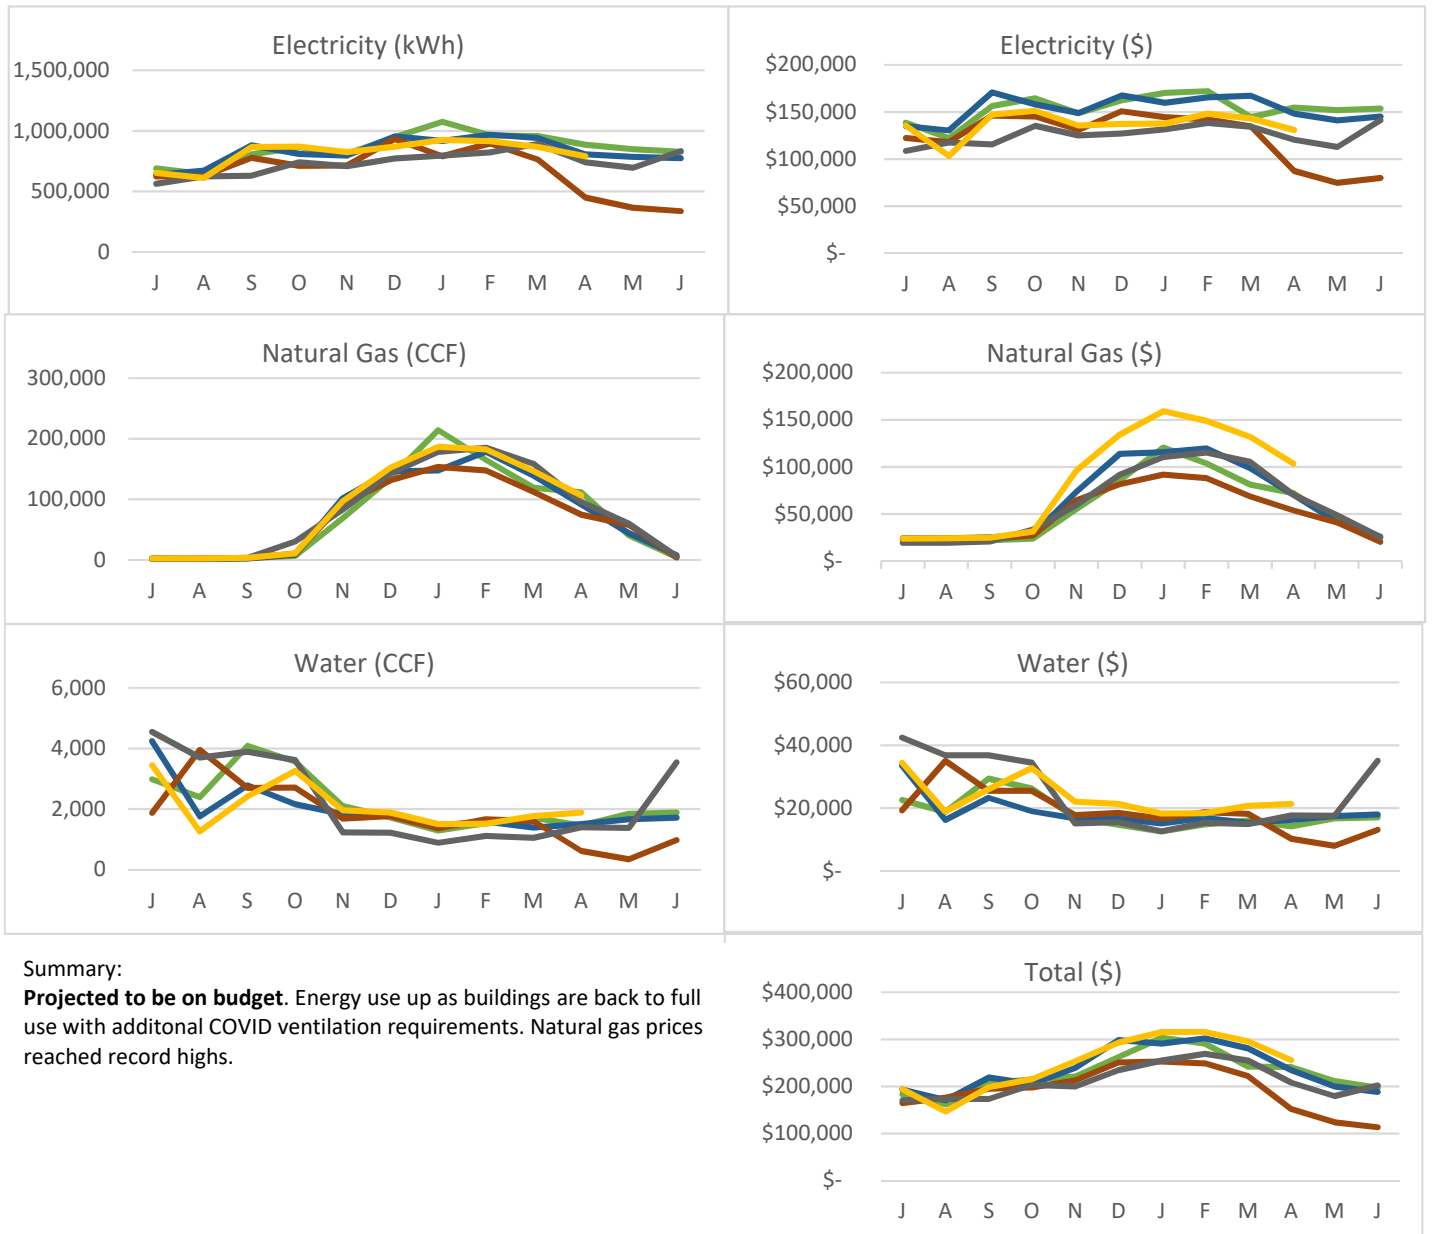 Electricity (kWh)
1,500,000
1,000,000
500,000
0
J A S O N D J F M A M J
Electricity ($)
$200,000
$150,000
$100,000
$50,000
$-
J A S O N D J F M A M J
Natural Gas (CCF)
300,000
200,000
100,000
0
J A S O N D J F M A M J
Natural Gas ($)
$200,000
$150,000
$100,000
$50,000
$-
J A S O N D J F M A M J
Water (CCF)
6,000
4,000
2,000
0
J A S O N D J F M A M J
Water ($)
$60,000
$40,000
$20,000
$-
J A S O N D J F M A M J
Summary:
Projected to be on budget. Energy use up as buildings are back to full
use with additonal COVID ventilation requirements. Natural gas prices
reached record highs.
Total ($)
$400,000
$300,000
$200,000
$100,000
$-
J A S O N D J F M A M J